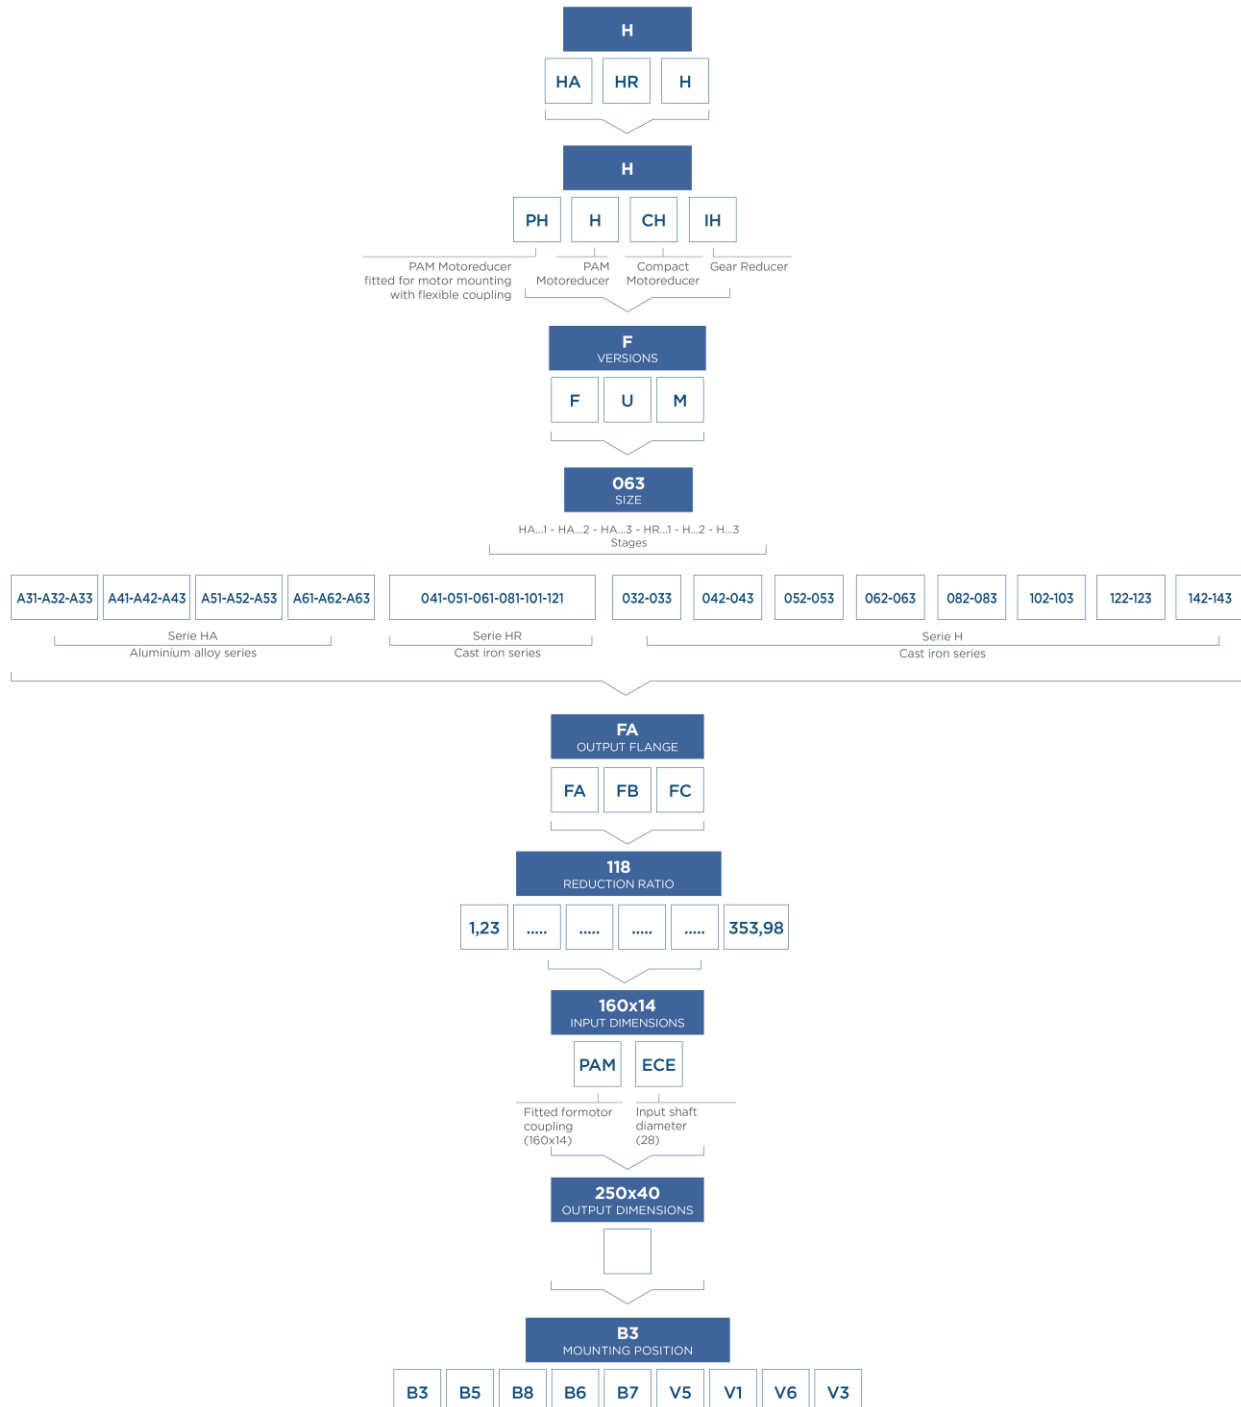 H
HA HR H
H
PH H CH IH
PAM Motoreducer
fitted for motor mounting
with flexible coupling
PAM
Motoreducer
Compact
Motoreducer
Gear Reducer
F
VERSIONS
F U M
063
SIZE
HA...1 - HA...2 - HA...3 - HR...1 - H...2 - H...3
Stages
A31-A32-A33 A41-A42-A43 A51-A52-A53 A61-A62-A63 041-051-061-081-101-121 032-033 042-043 052-053 062-063 082-083 102-103 122-123 142-143
Serie HA
Aluminium alloy series
Serie HR
Cast iron series
Serie H
Cast iron series
FA
OUTPUT FLANGE
FA FB FC
118
REDUCTION RATIO
1,23 ..... ..... ..... ..... 353,98
160x14
INPUT DIMENSIONS
PAM ECE
Fitted formotor
coupling
(160x14)
Input shaft
diameter
(28)
250x40
OUTPUT DIMENSIONS
B3
MOUNTING POSITION
B3 B5 B8 B6 B7 V5 V1 V6 V3